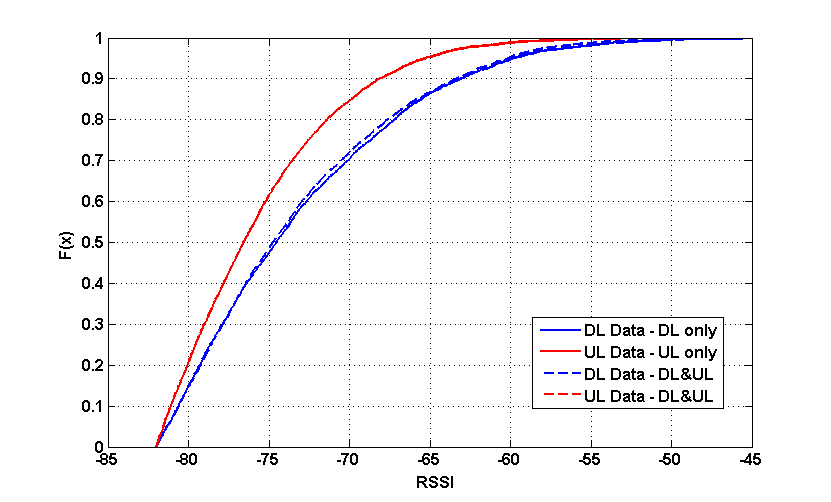 1
0.9
0.8
0.7
0.6
0.5
0.4
0.3
0.2
0.1
0
F(x)
DL Data - DL only
UL Data - UL only
DL Data - DL&UL
UL Data - DL&UL
-85 -80 -75 -70 -65 -60 -55 -50 -45
RSSI